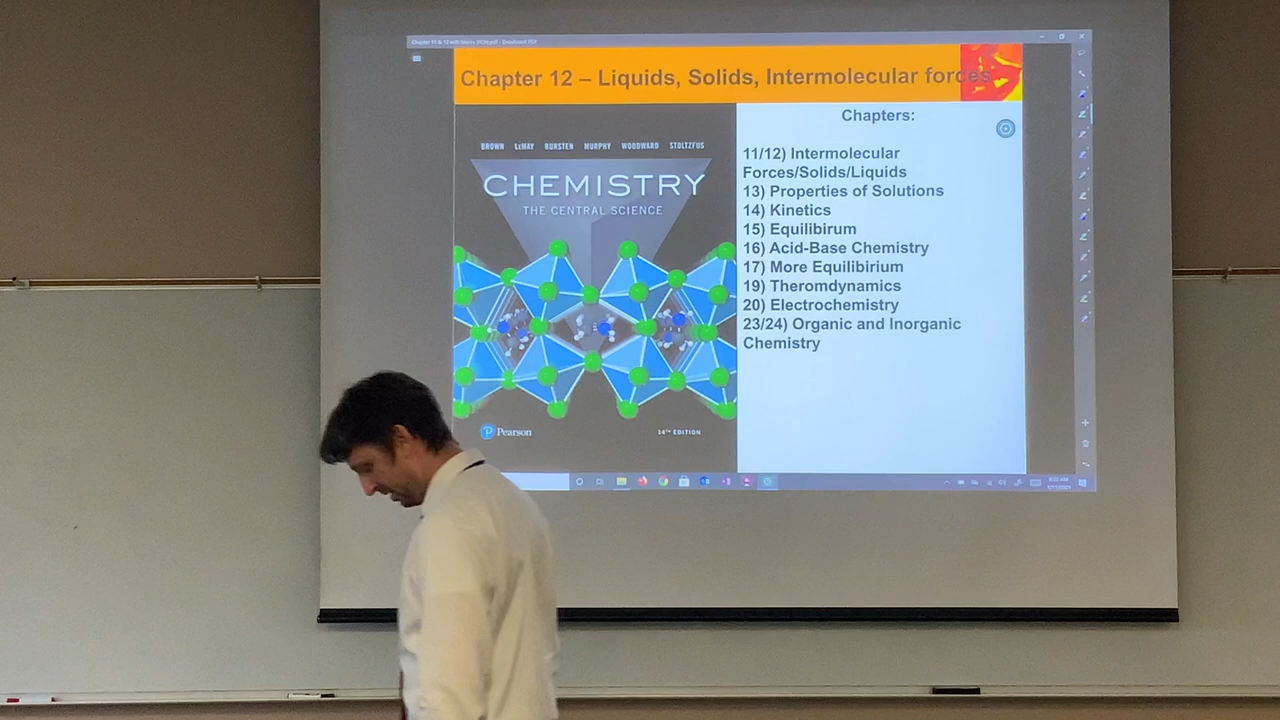 Chapter 12 – Liquids, Solids, Intermolecular forces
BROWN LEMAY BURSTEN MURPHY WOODWARD STOLTZFUS
CHEMISTRY
THE CENTRAL SCIENCE
Pearson
14TH EDITION
Chapters:
11/12) Intermolecular
Forces/Solids/Liquids
13) Properties of Solutions
14) Kinetics
15) Equilibirum
16) Acid-Base Chemistry
17) More Equilibirium
19) Theromdynamics
20) Electrochemistry
23/24) Organic and Inorganic
Chemistry